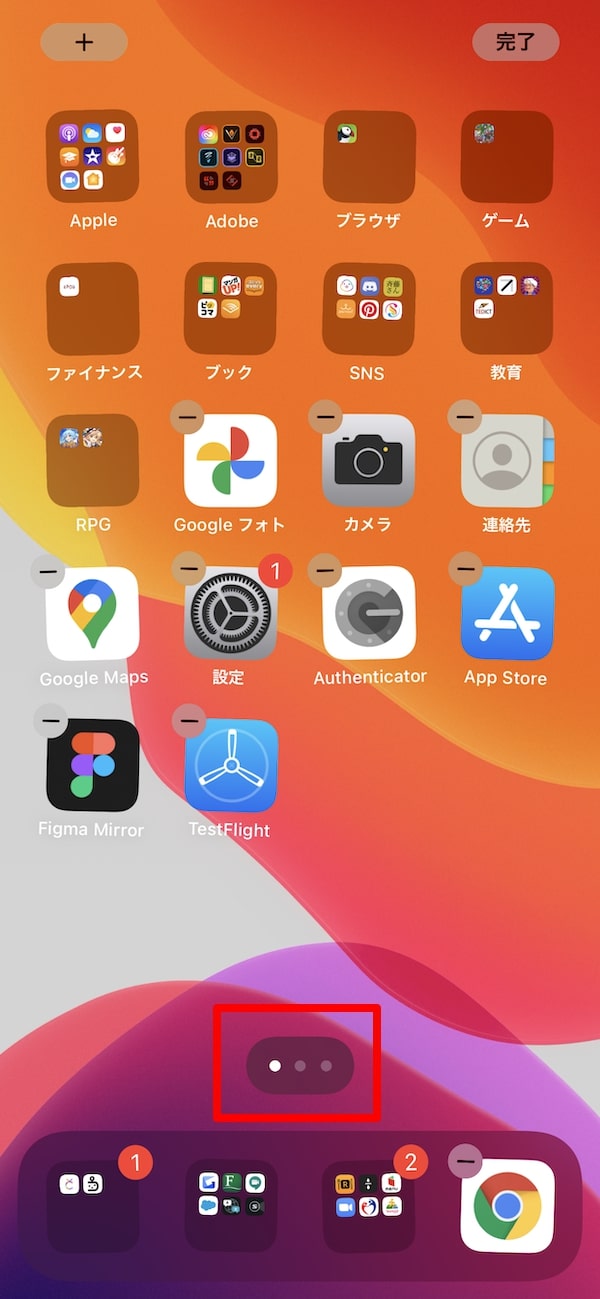 +
完了
Apple
Adobe
ブラウザ
ゲーム
ファイナンス
ブック
SNS
教育
RPG
Google フォト
カメラ
連絡先
Google Maps
1
設定
Authenticator
App Store
Figma Mirror
TestFlight
1
2